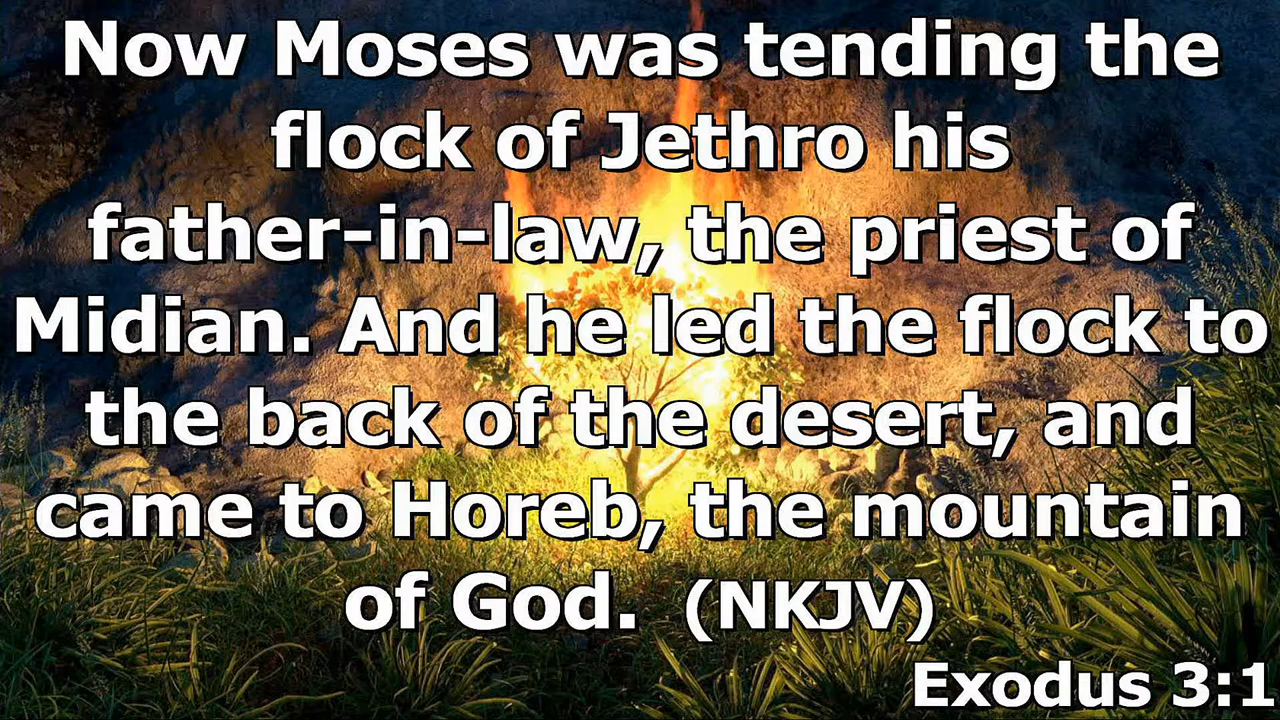 Now Moses was tending the
flock of Jethro his
father-in-law, the priest of
Midian. And he led the flock to
the back of the desert, and
came to Horeb, the mountain
of God. (NKJV)
Exodus 3:1